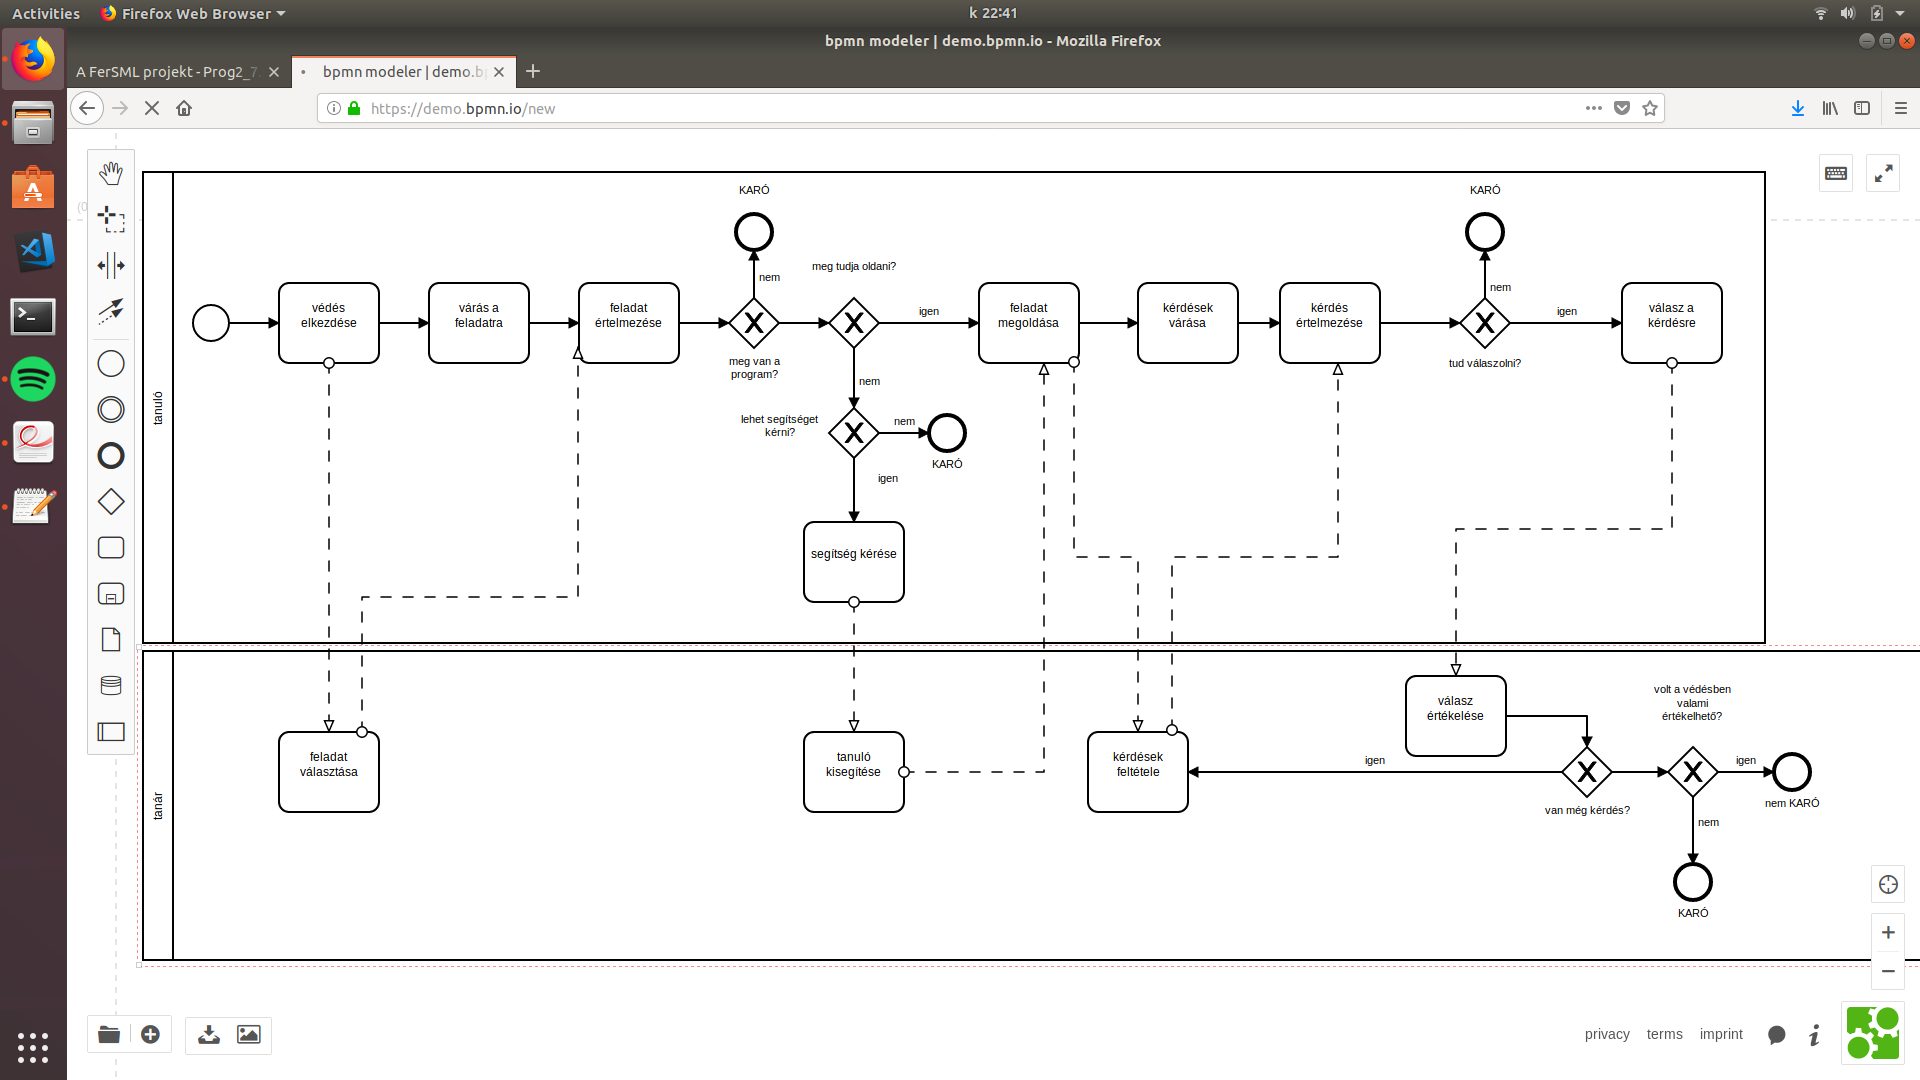 Activities
Firefox Web Browser
k 22:41
bpmn modeler | demo.bpmn.io - Mozilla Firefox
A FerSML projekt - Prog2_7
bpmn modeler | demo.bp
https://demo.bpmn.io/new
(0
KARÓ
KARÓ
nem
meg tudja oldani?
nem
védés
elkezdése
várás a
feladatra
feladat
értelmezése
igen
feladat
megoldása
kérdések
várása
kérdés
értelmezése
igen
válasz a
kérdésre
meg van a
program?
tud válaszolni?
nem
tanuló
lehet segítséget
kérni?
nem
KARÓ
igen
segítség kérése
tanár
feladat
választása
tanuló
kisegítése
kérdések
feltétele
válasz
értékelése
volt a védésben
valami
értékelhető?
igen
igen
van még kérdés?
nem KARÓ
nem
KARÓ
privacy
terms
imprint